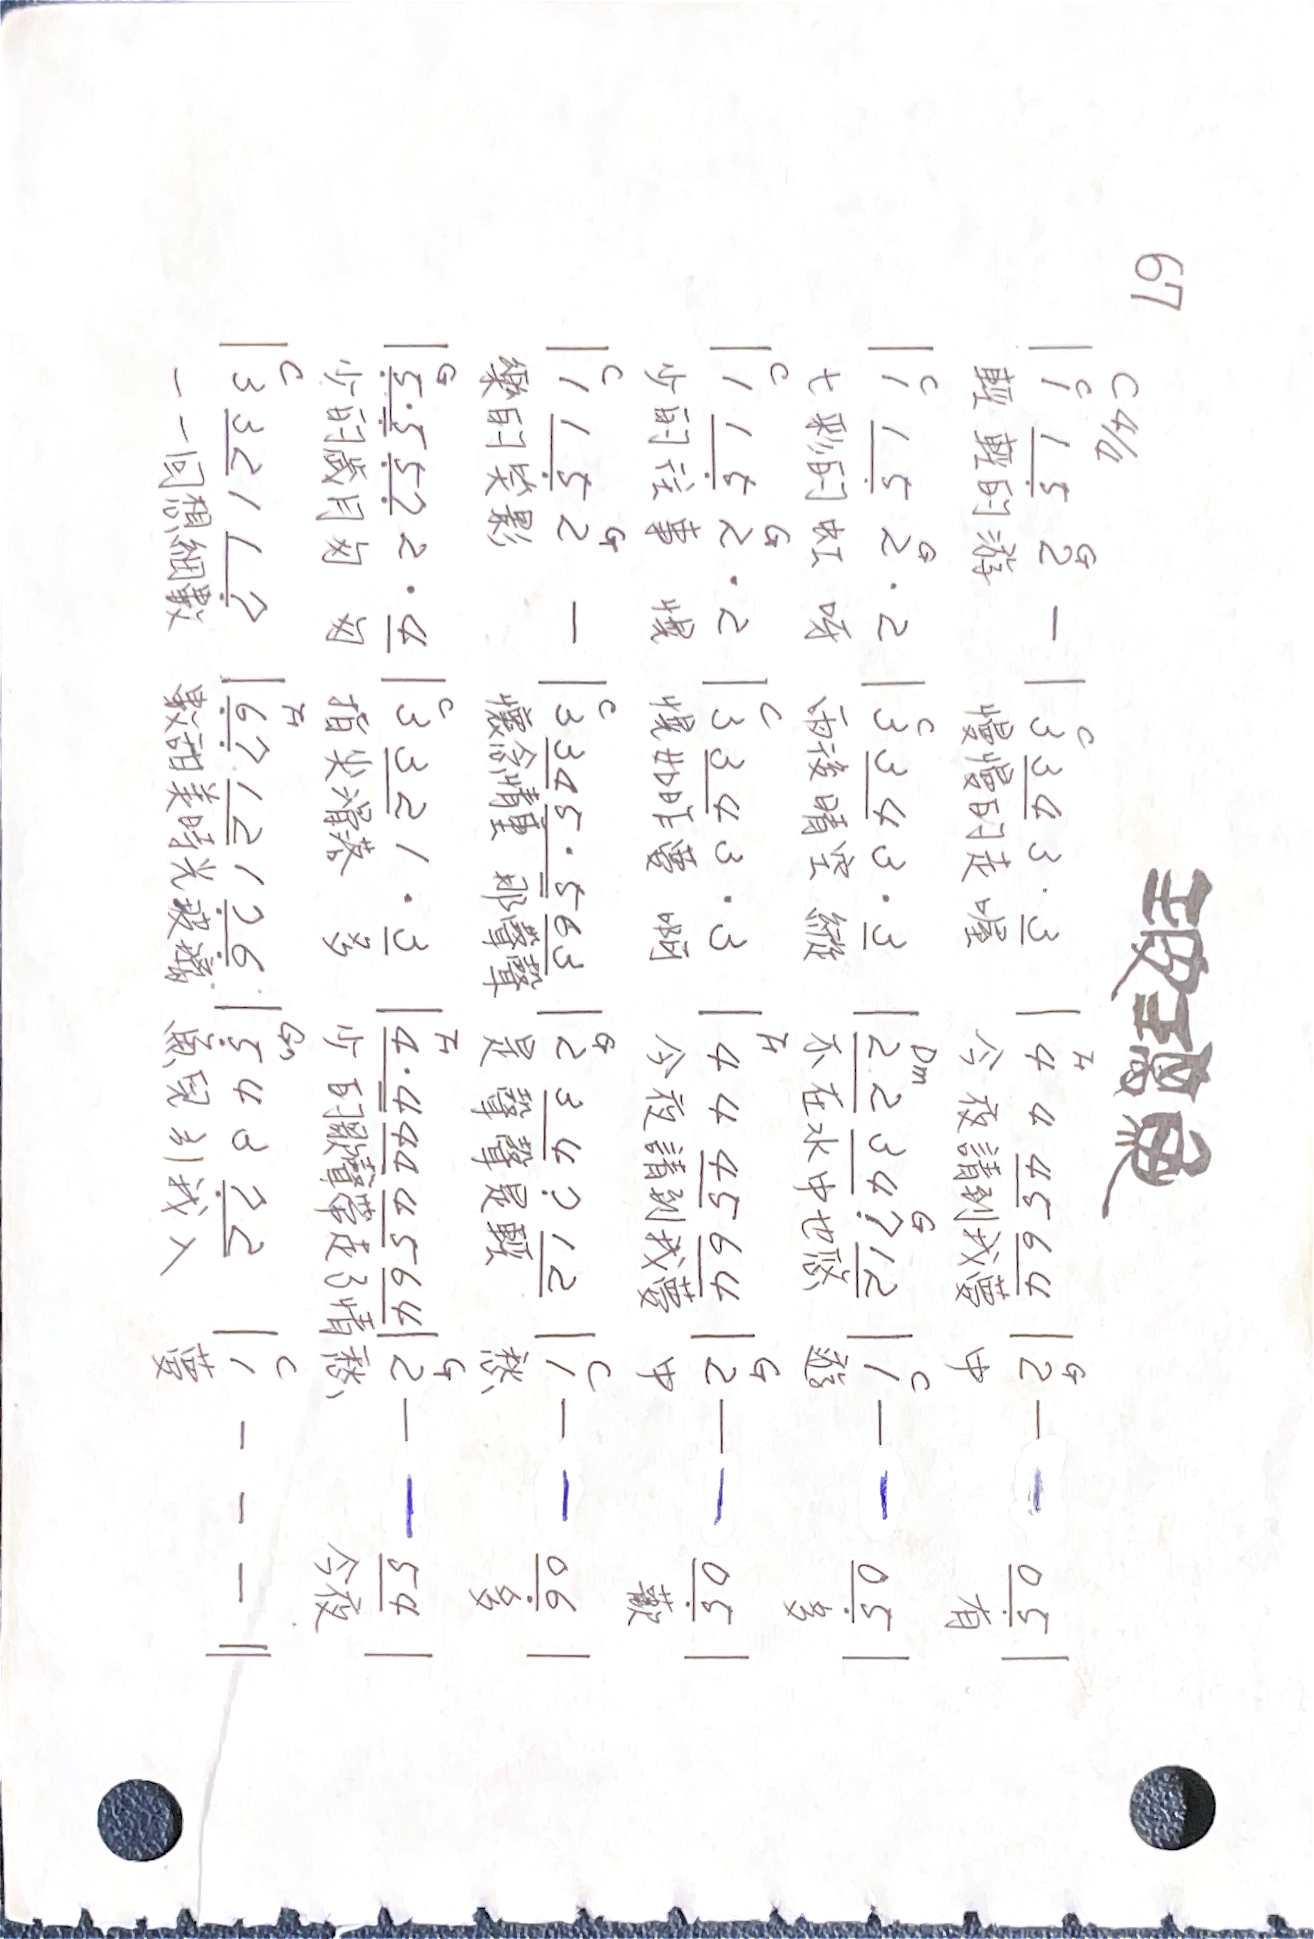 玻璃魚
67
C 4/4
C G C F G
| 1 1 5 2 — | 3 3 4 3 · 3 | 4 4 4 5 6 4 | 2 — — 0 5 |
輕輕的游 慢慢的走喔 今夜請到我夢中 有
C G C Dm G C
| 1 1 5 2 · 2 | 3 3 4 3 · 3 | 2 2 3 4 7 1 2 | 1 — — 0 5 |
七彩的虹呀 雨後晴空縱 不在水中也悠遊 多
C G C F G
| 1 1 5 2 · 2 | 3 3 4 3 · 3 | 4 4 4 5 6 4 | 2 — — 0 5 |
少的往事 幌 幌如昨夢啊 今夜請到我夢中 歡
C G C G C
| 1 1 5 2 — | 3 3 4 5 · 5 6 3 | 2 3 4 7 1 2 | 1 — — 0 6 |
樂的笑影 懷念情重 那聲聲 是聲聲是輕愁 多
G C F G
| 5 · 5 5 7 2 · 4 | 3 3 2 1 · 3 | 4 · 4 4 4 4 5 6 4 | 2 — — 5 4 |
少的歲月匆 匆 指尖滑落 多 少的歌聲帶走了情愁 今夜
C F G7 C
| 3 3 2 1 1 7 | 6 7 1 2 1 7 6 | 5 4 3 7 2 | 1 — — — ||
一一回想細數 數甜美時光玻璃 魚兒引我入夢